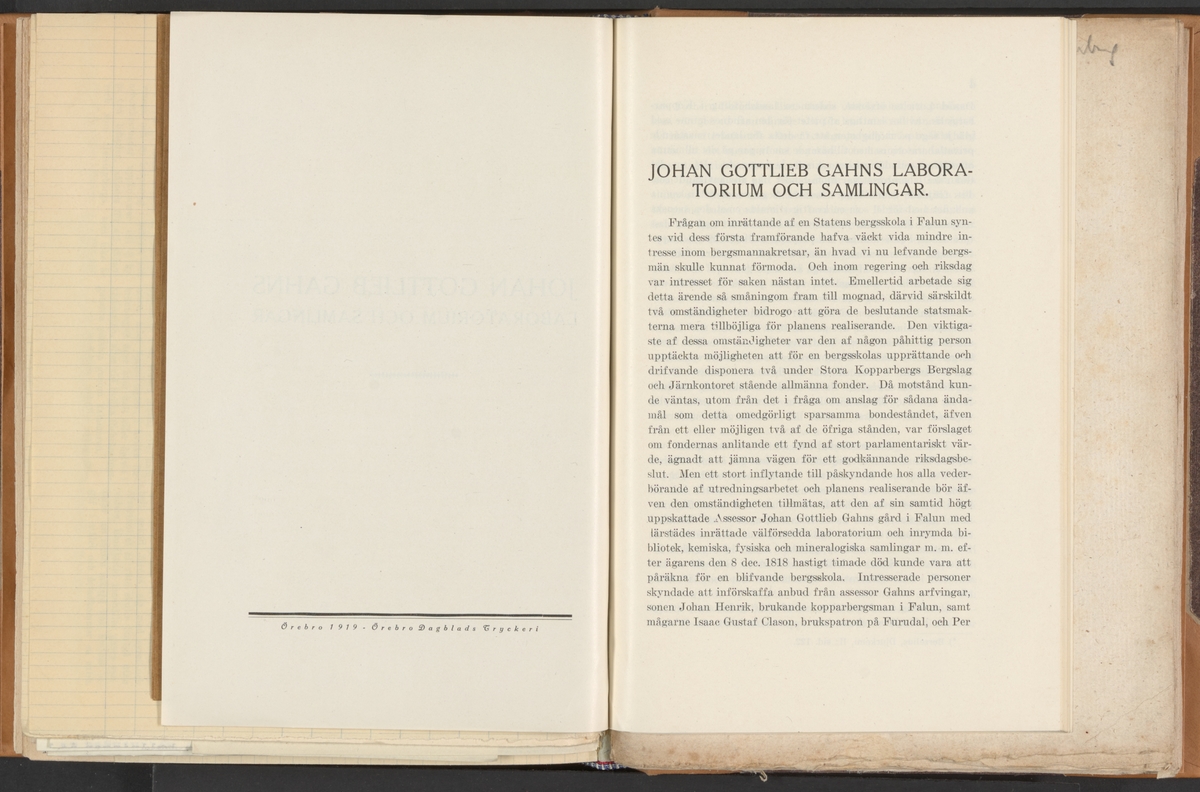 Örebro 1919 - Örebro Dagblads Tryckeri
JOHAN GOTTLIEB GAHNS LABORA-
TORIUM OCH SAMLINGAR.
Frågan om inrättande af en Statens bergsskola i Falun syn-
tes vid dess första framförande hafva väckt vida mindre in-
tresse inom bergsmannakretsar, än hvad vi nu lefvande bergs-
män skulle kunnat förmoda. Och inom regering och riksdag
var intresset för saken nästan intet. Emellertid arbetade sig
detta ärende så småningom fram till mognad, därvid särskildt
två omständigheter bidrogo att göra de beslutande statsmak-
terna mera tillböjliga för planens realiserande. Den viktiga-
ste af dessa omständigheter var den af någon påhittig person
upptäckta möjligheten att för en bergsskolas upprättande och
drifvande disponera två under Stora Kopparbergs Bergslag
och Järnkontoret stående allmänna fonder. Då motstånd kun-
de väntas, utom från det i fråga om anslag för sådana ända-
mål som detta omedgörligt sparsamma bondeståndet, äfven
från ett eller möjligen två af de öfriga stånden, var förslaget
om fondernas anlitande ett fynd af stort parlamentariskt vär-
de, ägnadt att jämna vägen för ett godkännande riksdagsbe-
slut. Men ett stort inflytande till påskyndande hos alla veder-
börande af utredningsarbetet och planens realiserande bör äf-
ven den omständigheten tillmätas, att den af sin samtid högt
uppskattade Assessor Johan Gottlieb Gahns gård i Falun med
därstädes inrättade välförsedda laboratorium och inrymda bi-
bliotek, kemiska, fysiska och mineralogiska samlingar m. m. ef-
ter ägarens den 8 dec. 1818 hastigt timade död kunde vara att
påräkna för en blifvande bergsskola. Intresserade personer
skyndade att införskaffa anbud från assessor Gahns arfvingar,
sonen Johan Henrik, brukande kopparbergsman i Falun, samt
mågarne Isaac Gustaf Clason, brukspatron på Furudal, och Per